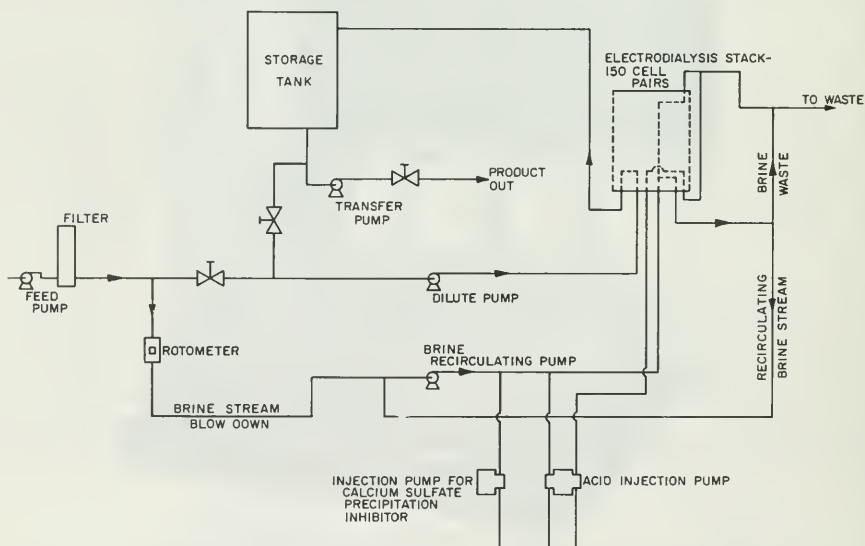 STORAGE
TANK
ELECTRODIALYSIS STACK-
150 CELL
PAIRS
TO WASTE
BRINE
WASTE
PRODUCT
OUT
TRANSFER
PUMP
FILTER
FEED
PUMP
DILUTE PUMP
ROTOMETER
BRINE
RECIRCULATING PUMP
RECIRCULATING
BRINE STREAM
BRINE STREAM
BLOW DOWN
INJECTION PUMP FOR
CALCIUM SULFATE
PRECIPITATION
INHIBITOR
ACID INJECTION PUMP